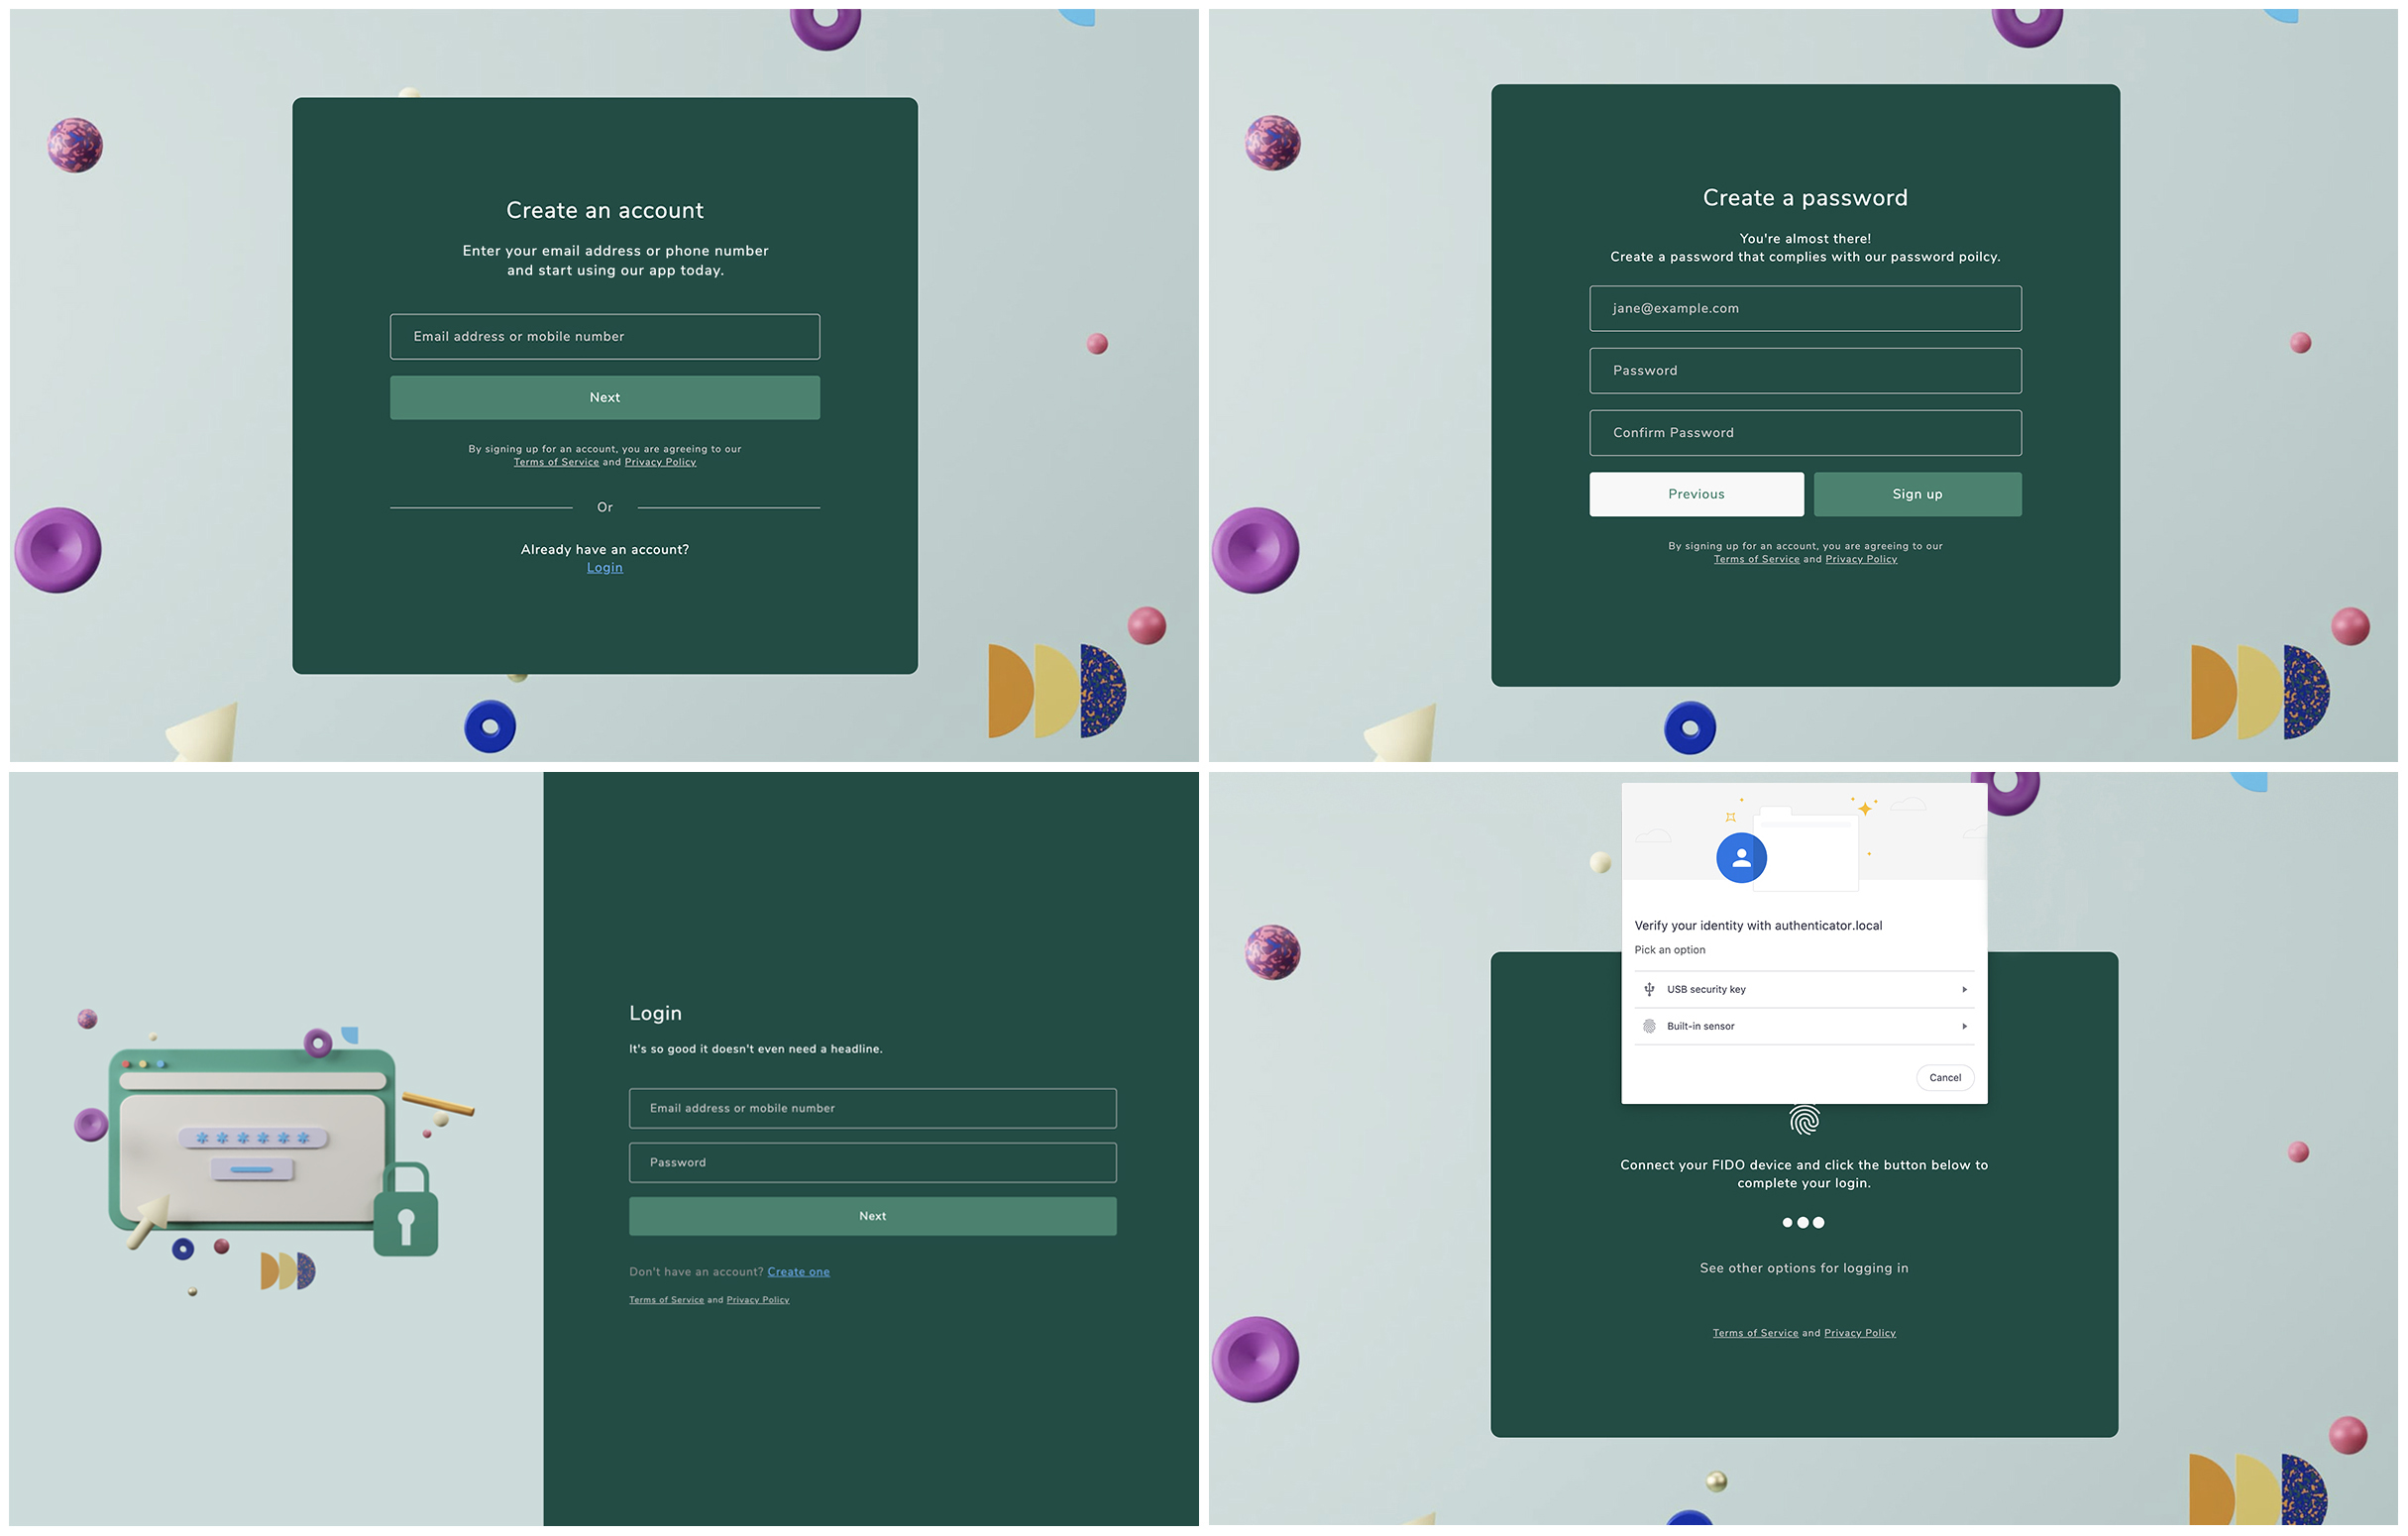 Create an account
Enter your email address or phone number
and start using our app today.
Email address or mobile number
Next
By signing up for an account, you are agreeing to our
Terms of Service and Privacy Policy
Or
Already have an account?
Login
Create a password
You're almost there!
Create a password that complies with our password poilcy.
jane@example.com
Password
Confirm Password
Previous
Sign up
By signing up for an account, you are agreeing to our
Terms of Service and Privacy Policy
******
Login
It's so good it doesn't even need a headline.
Email address or mobile number
Password
Next
Don't have an account? Create one
Terms of Service and Privacy Policy
Verify your identity with authenticator.local
Pick an option
USB security key
Built-in sensor
Cancel
Connect your FIDO device and click the button below to
complete your login.
See other options for logging in
Terms of Service and Privacy Policy